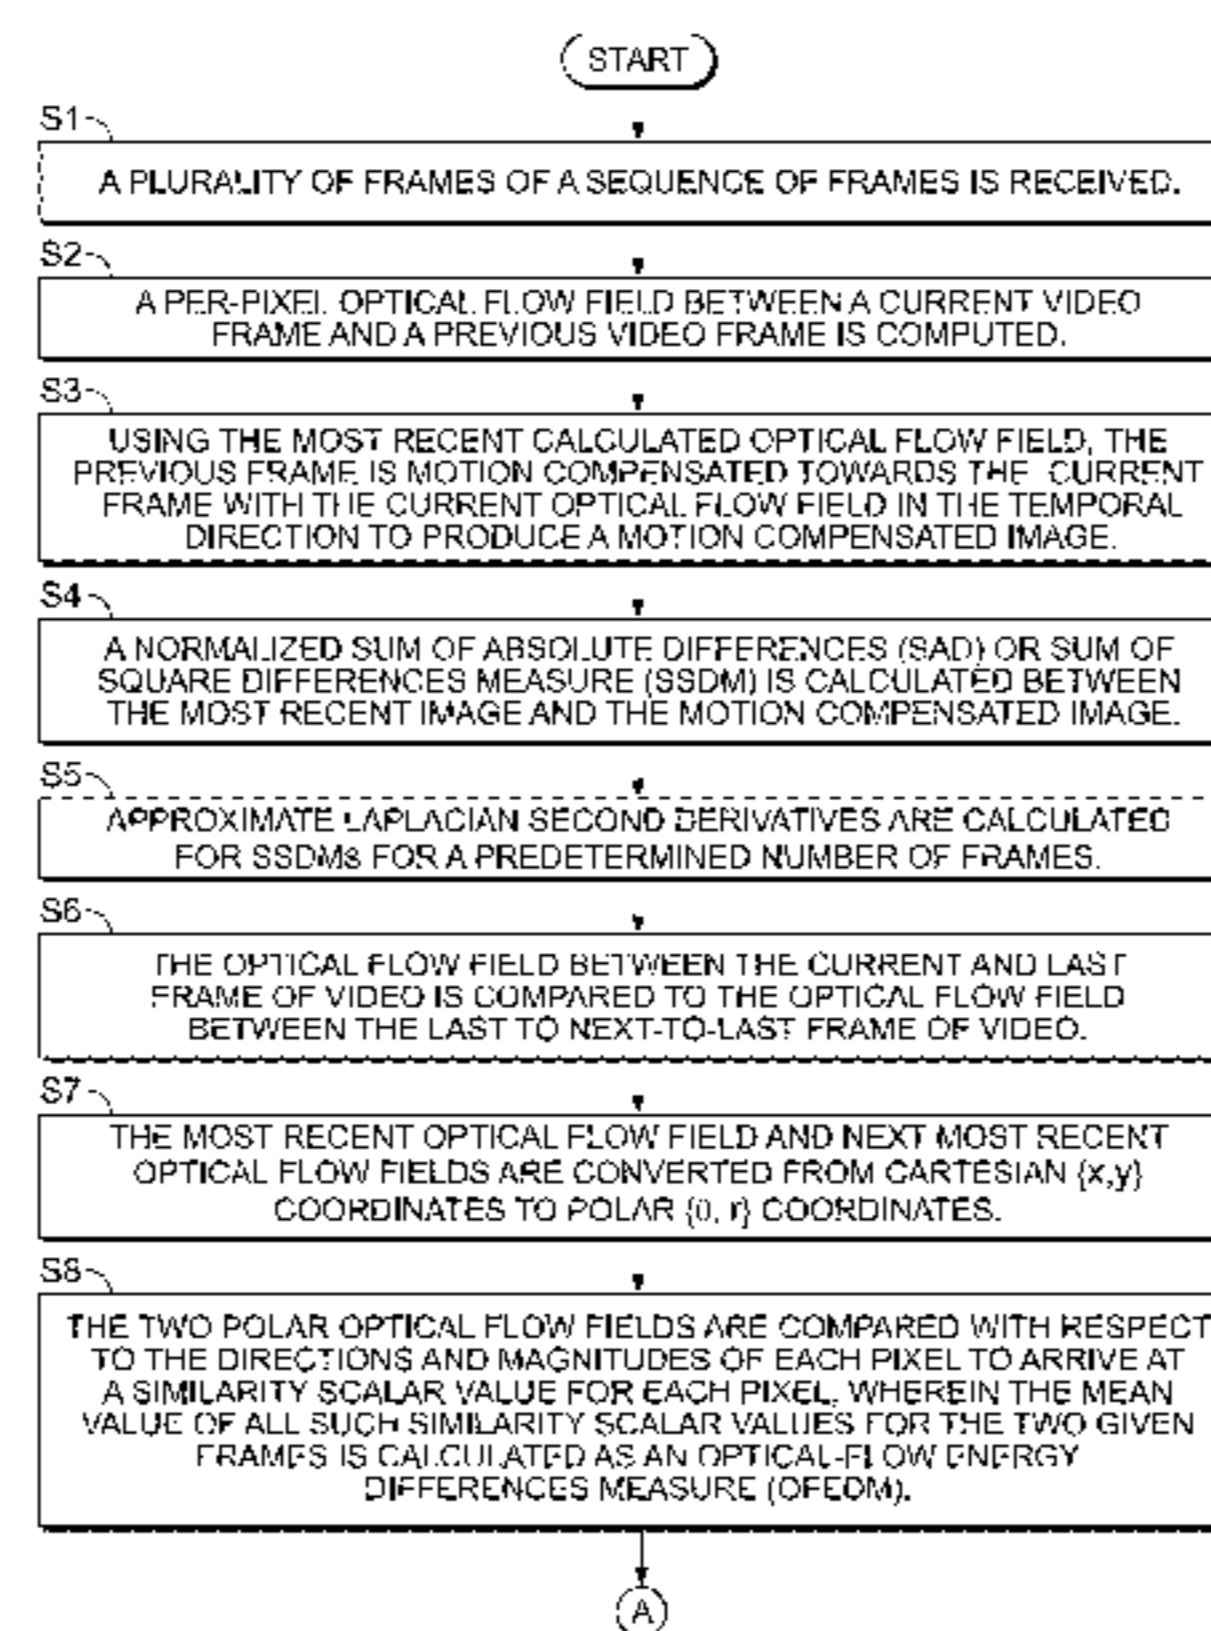 START
S1
A PLURALITY OF FRAMES OF A SEQUENCE OF FRAMES IS RECEIVED.
S2
A PER-PIXEL OPTICAL FLOW FIELD BETWEEN A CURRENT VIDEO
FRAME AND A PREVIOUS VIDEO FRAME IS COMPUTED.
S3
USING THE MOST RECENT CALCULATED OPTICAL FLOW FIELD, THE
PREVIOUS FRAME IS MOTION COMPENSATED TOWARDS THE CURRENT
FRAME WITH THE CURRENT OPTICAL FLOW FIELD IN THE TEMPORAL
DIRECTION TO PRODUCE A MOTION COMPENSATED IMAGE.
S4
A NORMALIZED SUM OF ABSOLUTE DIFFERENCES (SAD) OR SUM OF
SQUARE DIFFERENCES MEASURE (SSDM) IS CALCULATED BETWEEN
THE MOST RECENT IMAGE AND THE MOTION COMPENSATED IMAGE.
S5
APPROXIMATE LAPLACIAN SECOND DERIVATIVES ARE CALCULATED
FOR SSDMs FOR A PREDETERMINED NUMBER OF FRAMES.
S6
THE OPTICAL FLOW FIELD BETWEEN THE CURRENT AND LAST
FRAME OF VIDEO IS COMPARED TO THE OPTICAL FLOW FIELD
BETWEEN THE LAST TO NEXT-TO-LAST FRAME OF VIDEO.
S7
THE MOST RECENT OPTICAL FLOW FIELD AND NEXT MOST RECENT
OPTICAL FLOW FIELDS ARE CONVERTED FROM CARTESIAN {x,y}
COORDINATES TO POLAR {θ, r} COORDINATES.
S8
THE TWO POLAR OPTICAL FLOW FIELDS ARE COMPARED WITH RESPECT
TO THE DIRECTIONS AND MAGNITUDES OF EACH PIXEL TO ARRIVE AT
A SIMILARITY SCALAR VALUE FOR EACH PIXEL, WHEREIN THE MEAN
VALUE OF ALL SUCH SIMILARITY SCALAR VALUES FOR THE TWO GIVEN
FRAMES IS CALCULATED AS AN OPTICAL-FLOW ENERGY
DIFFERENCES MEASURE (OFEDM).
A